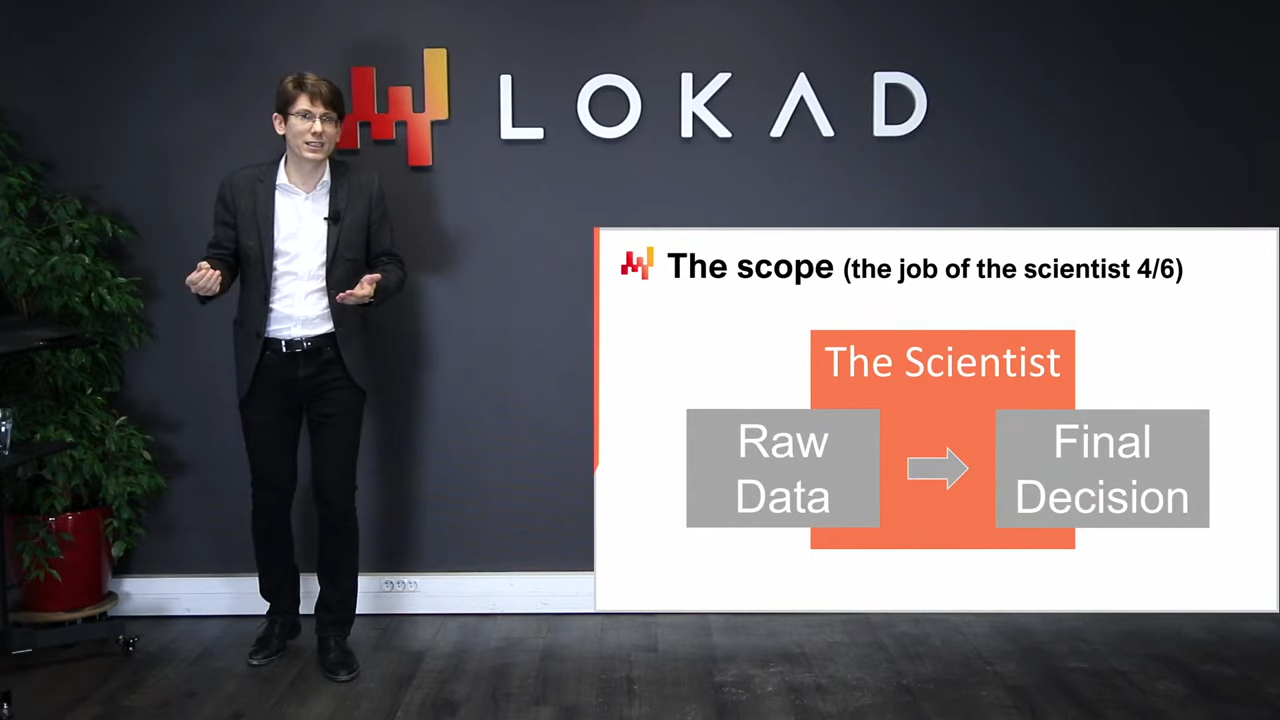 LOKAD
The scope (the job of the scientist 4/6)
The Scientist
Raw
Data
Final
Decision